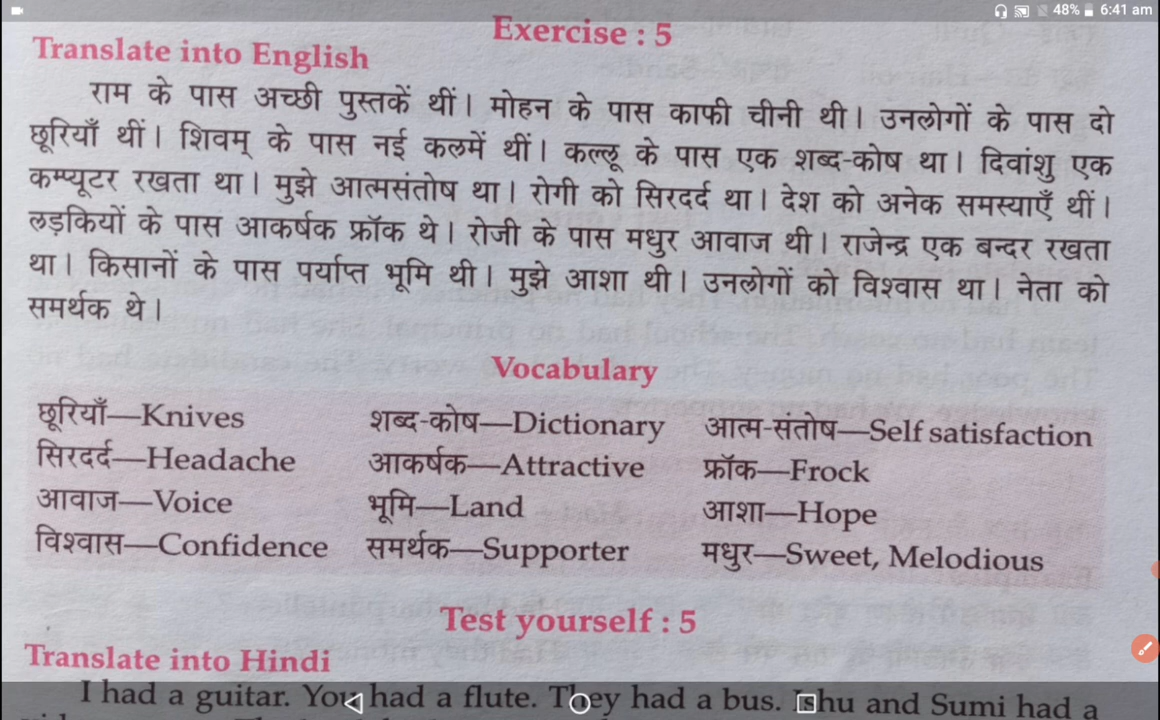 48% 6:41 am
Exercise : 5
Translate into English
राम के पास अच्छी पुस्तकें थीं। मोहन के पास काफी चीनी थी। उनलोगों के पास दो
छूरियाँ थीं। शिवम् के पास नई कलमें थीं। कल्लू के पास एक शब्द-कोष था। दिवांशु एक
कम्प्यूटर रखता था। मुझे आत्मसंतोष था। रोगी को सिरदर्द था। देश को अनेक समस्याएँ थीं।
लड़कियों के पास आकर्षक फ्रॉक थे। रोजी के पास मधुर आवाज थी। राजेन्द्र एक बन्दर रखता
था। किसानों के पास पर्याप्त भूमि थी। मुझे आशा थी। उनलोगों को विश्वास था। नेता को
समर्थक थे।
Vocabulary
छूरियाँ—Knives शब्द-कोष—Dictionary आत्म-संतोष—Self satisfaction
सिरदर्द—Headache आकर्षक—Attractive फ्रॉक—Frock
आवाज—Voice भूमि—Land आशा—Hope
विश्वास—Confidence समर्थक—Supporter मधुर—Sweet, Melodious
Test yourself : 5
Translate into Hindi
I had a guitar. You had a flute. They had a bus. Ishu and Sumi had a